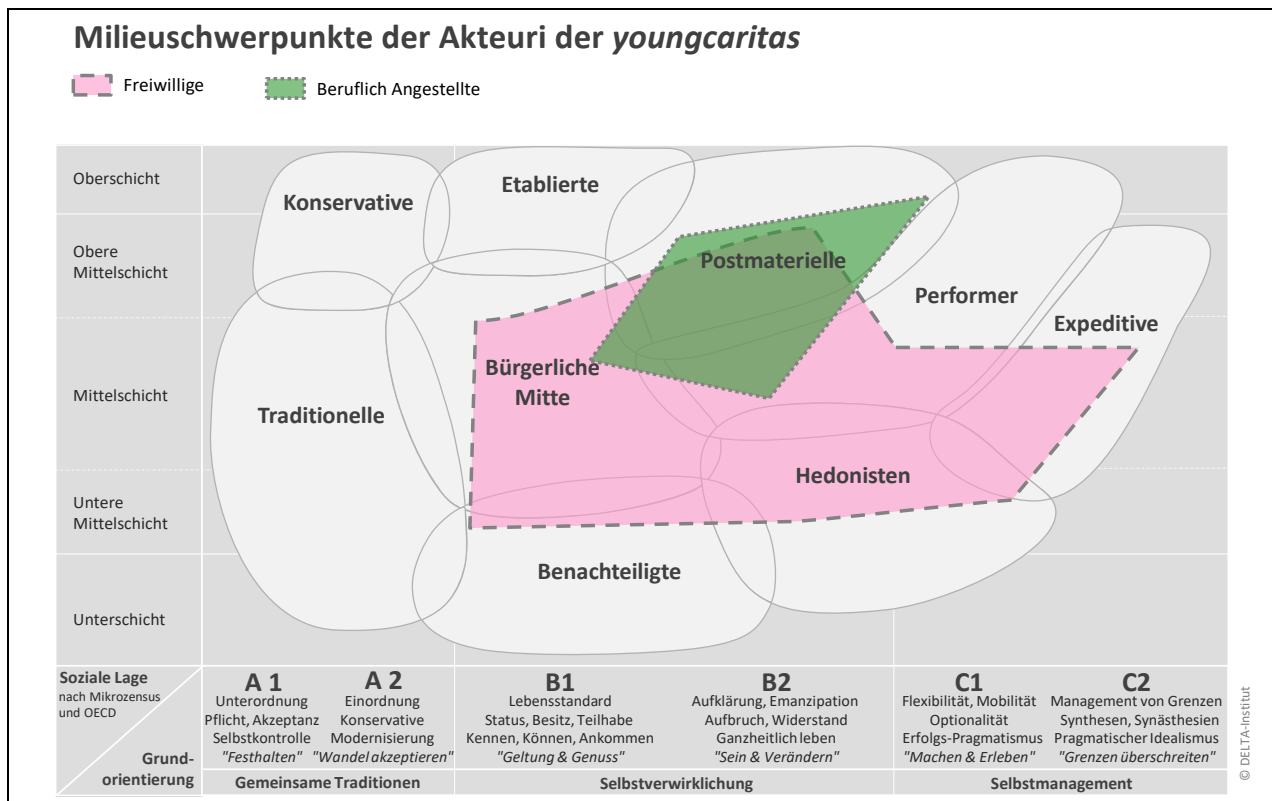 Milieuschwerpunkte der Akteuri der youngcaritas
Freiwillige
Beruflich Angestellte
Oberschicht
Obere
Mittelschicht
Mittelschicht
Untere
Mittelschicht
Unterschicht
Konservative
Etablierte
Postmaterielle
Performer
Expeditive
Bürgerliche
Mitte
Traditionelle
Hedonisten
Benachteiligte
Soziale Lage
nach Mikrozensus
und OECD
Grund-
orientierung
A 1
Unterordnung
Pflicht, Akzeptanz
Selbstkontrolle
"Festhalten"
A 2
Einordnung
Konservative
Modernisierung
"Wandel akzeptieren"
B1
Lebensstandard
Status, Besitz, Teilhabe
Kennen, Können, Ankommen
"Geltung & Genuss"
B2
Aufklärung, Emanzipation
Aufbruch, Widerstand
Ganzheitlich leben
"Sein & Verändern"
C1
Flexibilität, Mobilität
Optionalität
Erfolgs-Pragmatismus
"Machen & Erleben"
C2
Management von Grenzen
Synthesen, Synästhesien
Pragmatischer Idealismus
"Grenzen überschreiten"
Gemeinsame Traditionen
Selbstverwirklichung
Selbstmanagement
© DELTA-Institut